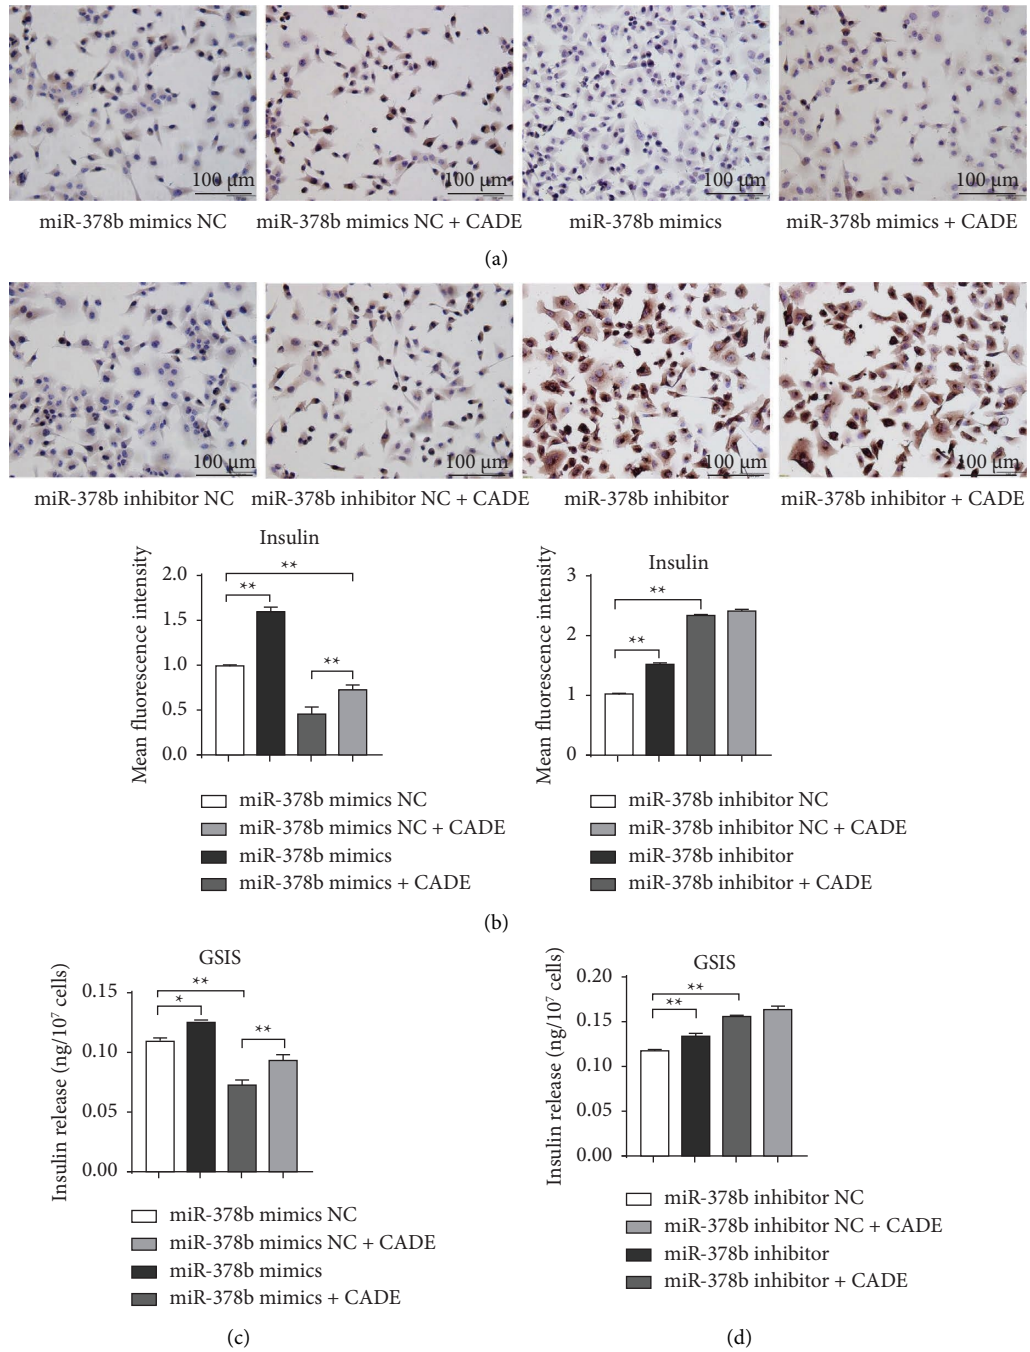 100 μm 100 μm 100 μm 100 μm
miR-378b mimics NC miR-378b mimics NC + CADE miR-378b mimics miR-378b mimics + CADE
(a)
100 μm 100 μm 100 μm 100 μm
miR-378b inhibitor NC miR-378b inhibitor NC + CADE miR-378b inhibitor miR-378b inhibitor + CADE
Insulin
Mean fluorescence intensity
2.0
1.5
1.0
0.5
0.0
**
**
**
miR-378b mimics NC
miR-378b mimics NC + CADE
miR-378b mimics
miR-378b mimics + CADE
Insulin
Mean fluorescence intensity
3
2
1
0
**
**
miR-378b inhibitor NC
miR-378b inhibitor NC + CADE
miR-378b inhibitor
miR-378b inhibitor + CADE
(b)
GSIS
Insulin release (ng/10⁷ cells)
0.15
0.10
0.05
0.00
**
*
**
miR-378b mimics NC
miR-378b mimics NC + CADE
miR-378b mimics
miR-378b mimics + CADE
(c)
GSIS
Insulin release (ng/10⁷ cells)
0.20
0.15
0.10
0.05
0.00
**
**
miR-378b inhibitor NC
miR-378b inhibitor NC + CADE
miR-378b inhibitor
miR-378b inhibitor + CADE
(d)